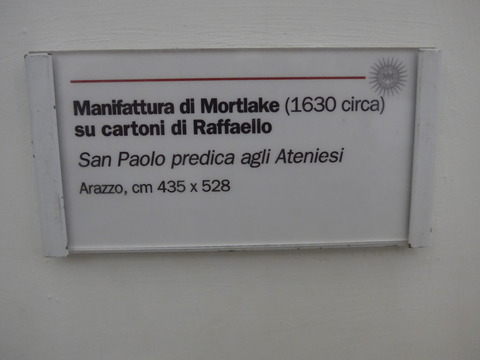 Manifattura di Mortlake (1630 circa)
su cartoni di Raffaello
San Paolo predica agli Ateniesi
Arazzo, cm 435 x 528